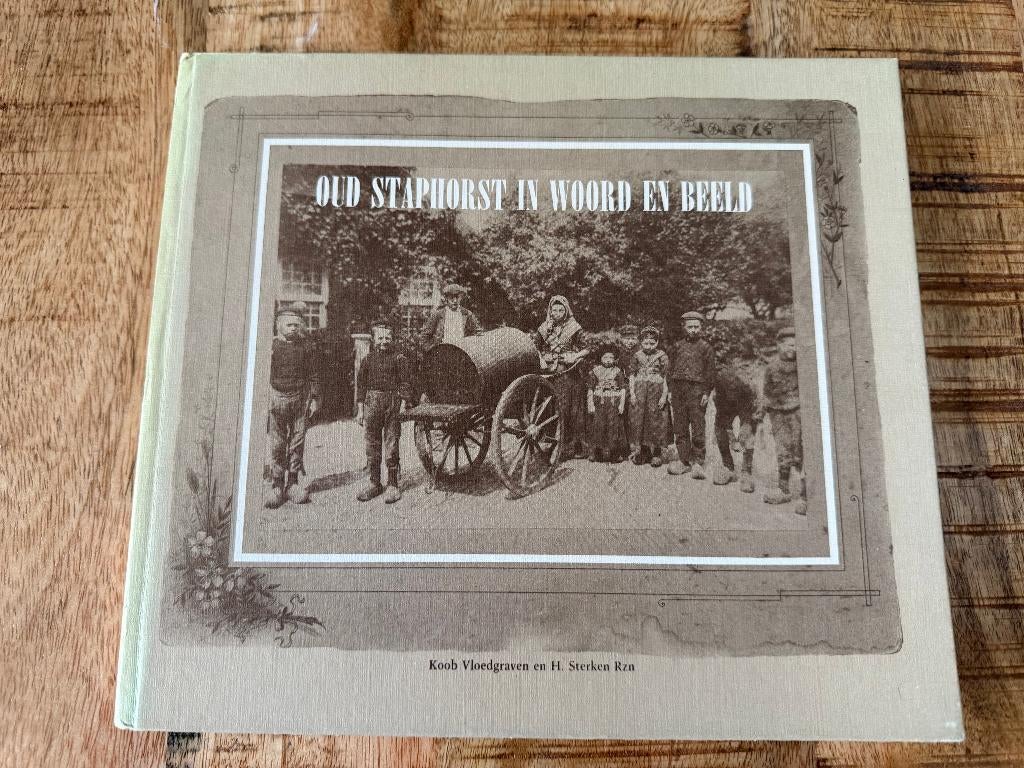 OUD STAPHORST IN WOORD EN BEELD
Koob Vloedgraven en H. Sterken Rzn